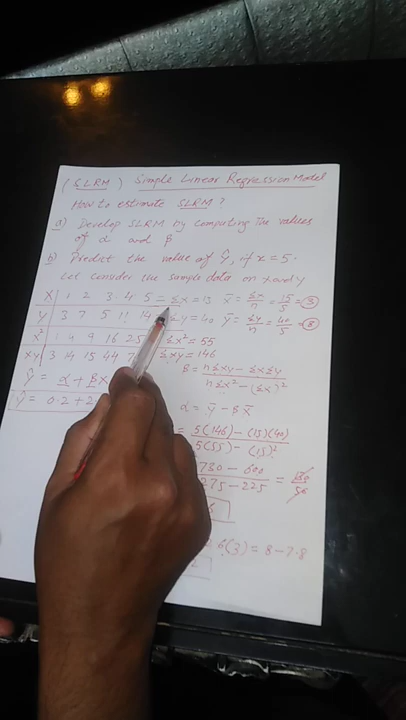 (SLRM) Simple Linear Regression Model
How to estimate SLRM?
a) Develop SLRM by computing the values
of α and β
b) Predict the value of Ŷ, if x = 5.
Let consider the sample data on x and y
X 1 2 3 4 5 = Σx = 15 x̄ = Σx/n = 15/5 = 3
Y 3 7 5 11 14 Σy = 40 ȳ = Σy/n = 40/5 = 8
X² 1 4 9 16 25 Σx² = 55
XY 3 14 15 44 7 Σxy = 146
Ŷ = α + βx β = nΣxy - ΣxΣy / nΣx² - (Σx)²
Ŷ = 0.2 + 2. α = ȳ - βx̄
= 5(146) - (15)(40) / 5(55) - (15)²
730 - 600 / 275 - 225 = 130/50
6
6(3) = 8 - 7.8
2